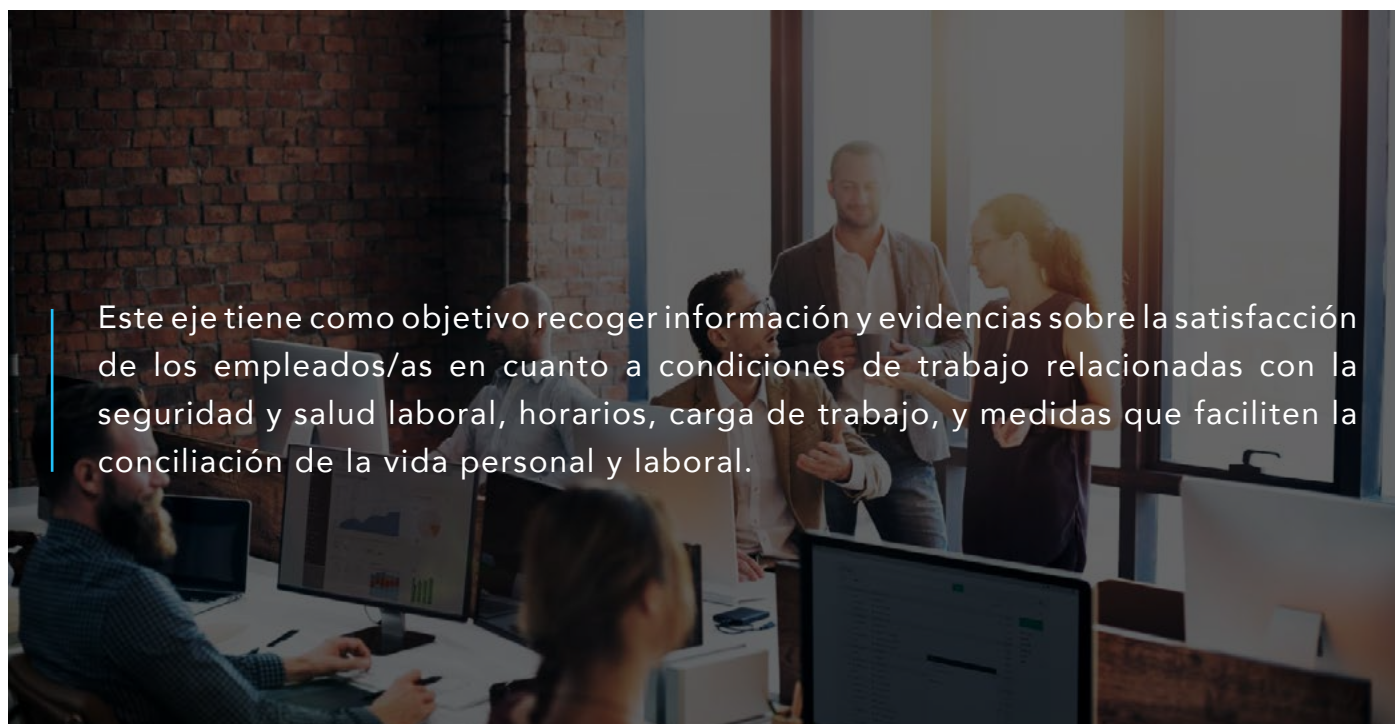 Este eje tiene como objetivo recoger información y evidencias sobre la satisfacción
de los empleados/as en cuanto a condiciones de trabajo relacionadas con la
seguridad y salud laboral, horarios, carga de trabajo, y medidas que faciliten la
conciliación de la vida personal y laboral.